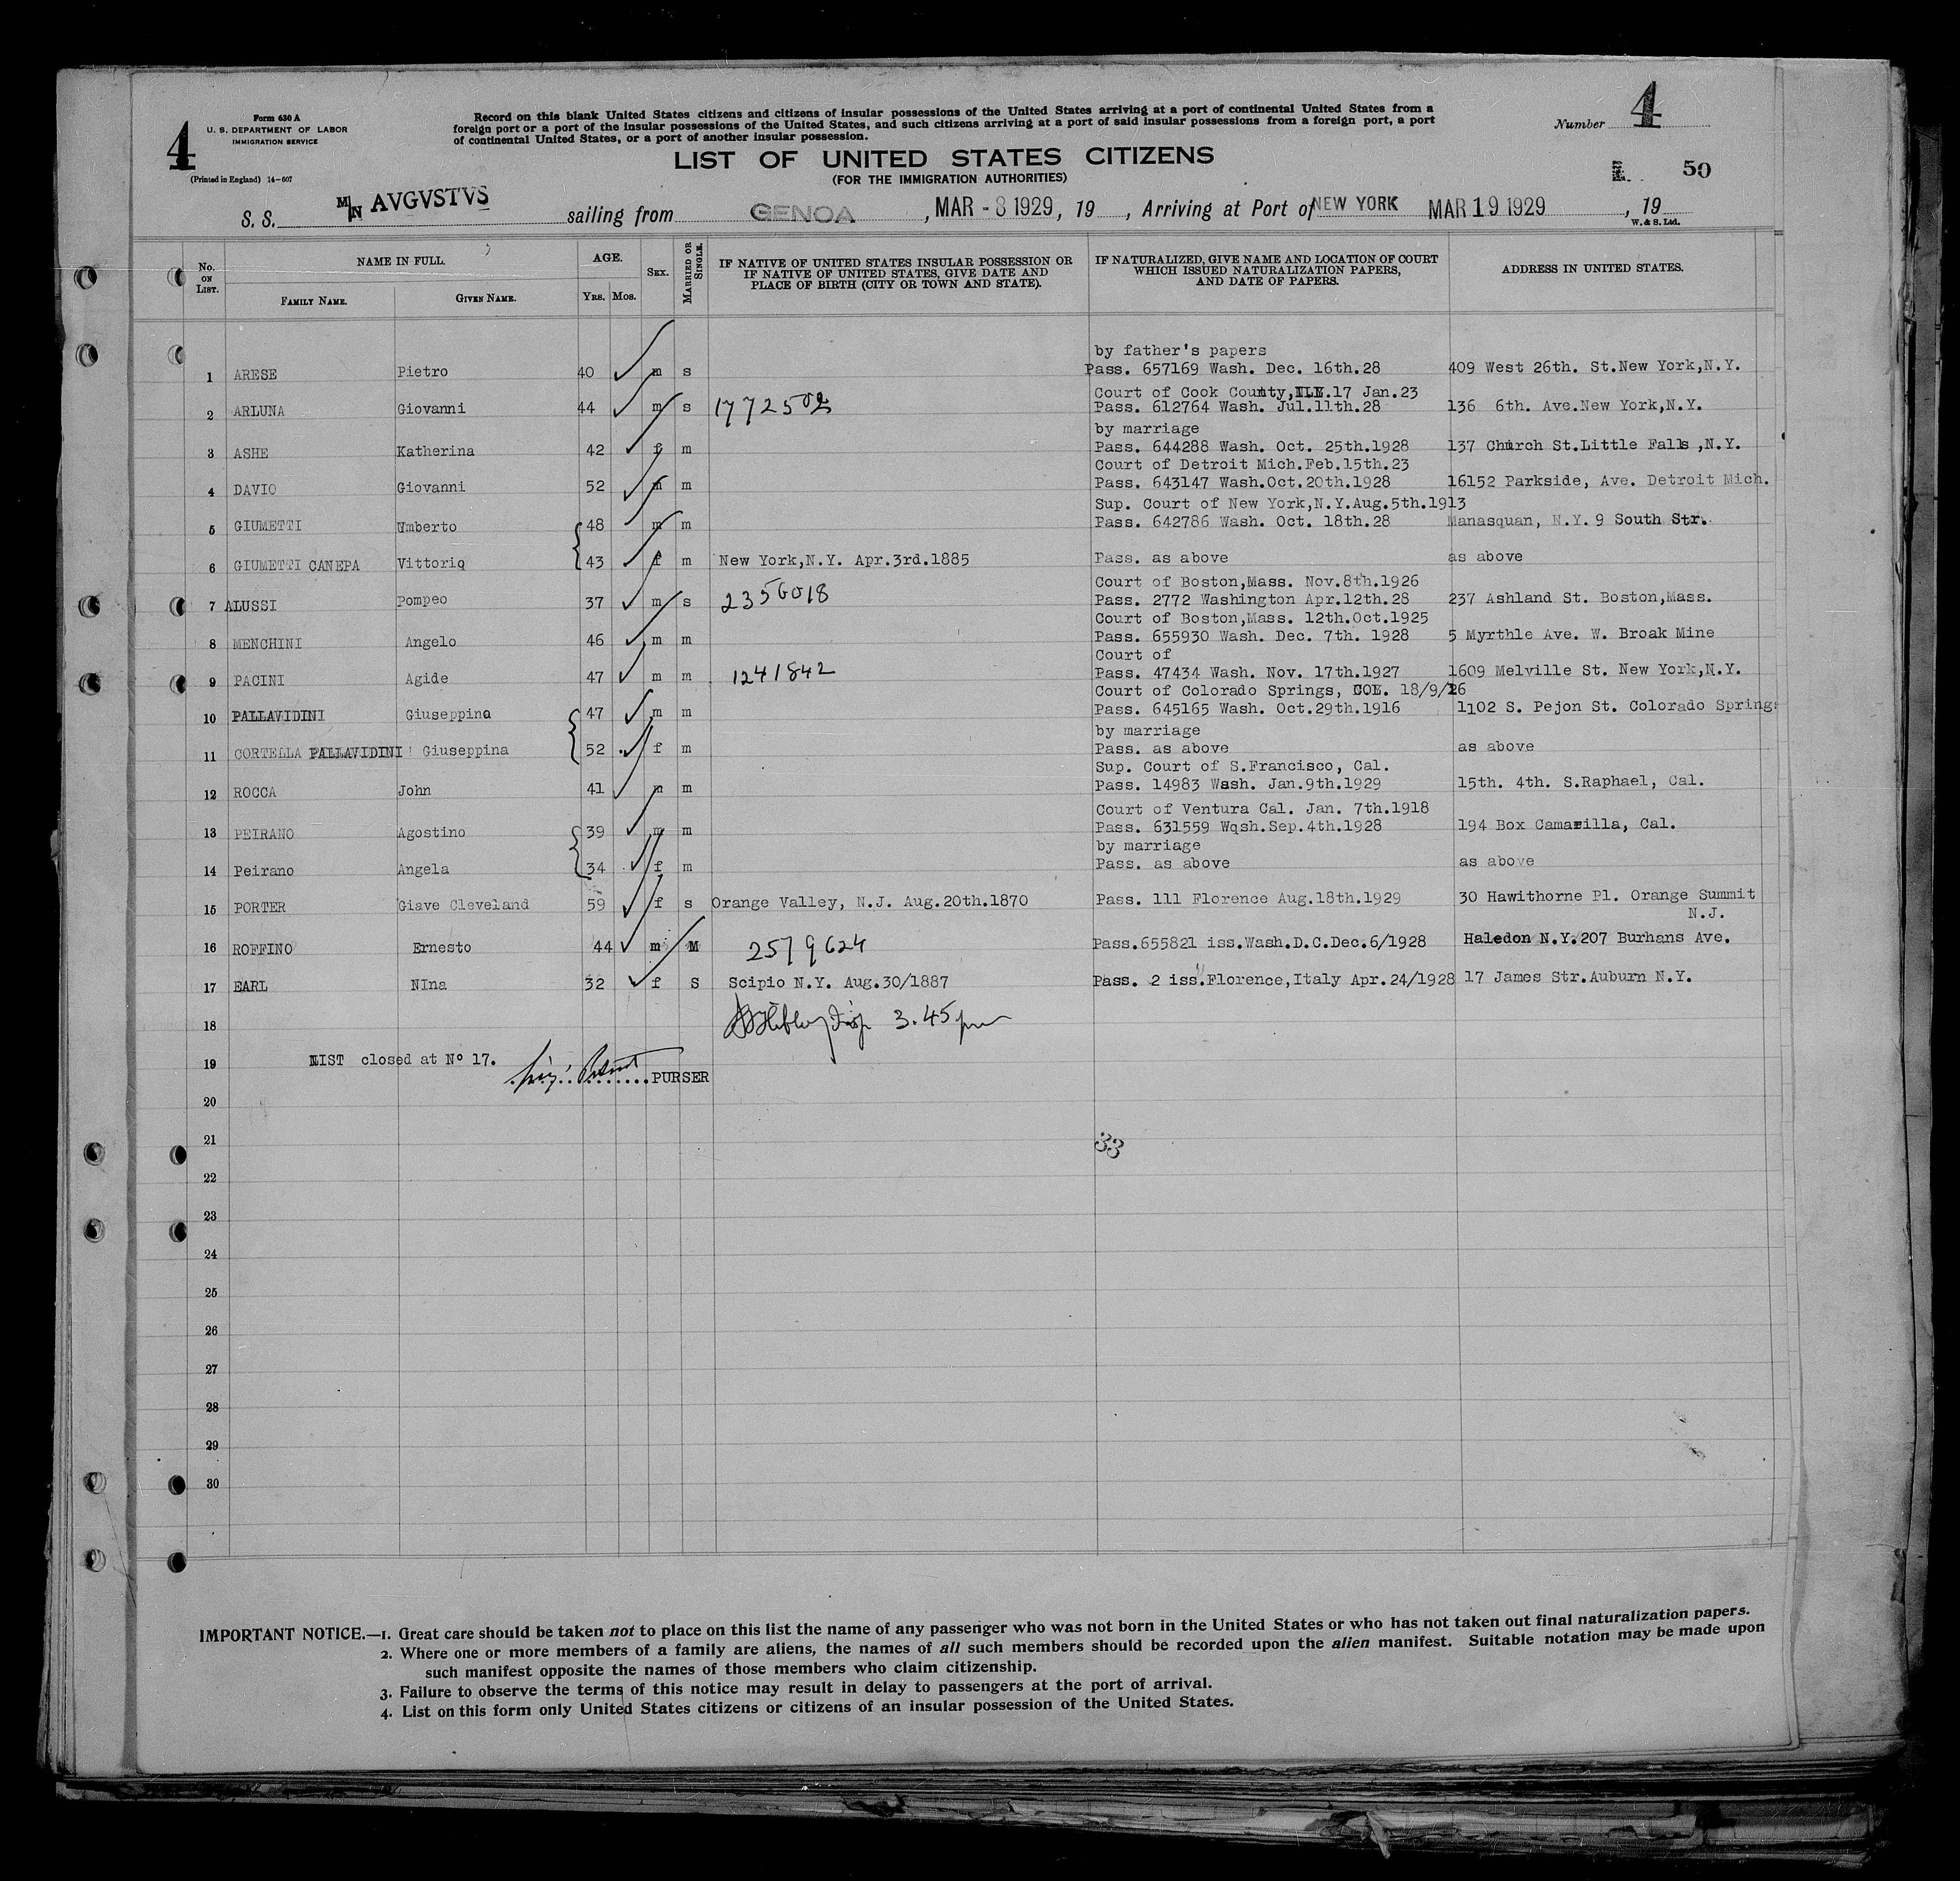 4
Form 630 A
U. S. DEPARTMENT OF LABOR
IMMIGRATION SERVICE
(Printed in England) 14-607
Record on this blank United States citizens and citizens of insular possessions of the United States arriving at a port of continental United States from a
foreign port or a port of the insular possessions of the United States, and such citizens arriving at a port of said insular possessions from a foreign port, a port
of continental United States, or a port of another insular possession.
LIST OF UNITED STATES CITIZENS
(FOR THE IMMIGRATION AUTHORITIES)
Number 4
50
S. S. M/N AVGVSTVS sailing from GENOA, MAR - 8 1929, 19 , Arriving at Port of NEW YORK MAR 19 1929, 19
W. & S. Ltd.
No. ON LIST. NAME IN FULL. AGE. SEX. MARRIED OR SINGLE. IF NATIVE OF UNITED STATES INSULAR POSSESSION OR IF NATIVE OF UNITED STATES, GIVE DATE AND PLACE OF BIRTH (CITY OR TOWN AND STATE). IF NATURALIZED, GIVE NAME AND LOCATION OF COURT WHICH ISSUED NATURALIZATION PAPERS, AND DATE OF PAPERS. ADDRESS IN UNITED STATES.
FAMILY NAME. GIVEN NAME. YRS. MOS.
by father's papers
1 ARESE Pietro 40 m s Pass. 657169 Wash. Dec. 16th.28 409 West 26th. St.New York,N.Y.
Court of Cook County,ILL.17 Jan.23
2 ARLUNA Giovanni 44 m s 1772502 Pass. 612764 Wash. Jul.11th.28 136 6th. Ave.New York,N.Y.
by marriage
3 ASHE Katherina 42 f m Pass. 644288 Wash. Oct. 25th.1928 137 Church St.Little Falls ,N.Y.
Court of Detroit Mich.Feb.15th.23
4 DAVIO Giovanni 52 m m Pass. 643147 Wash.Oct.20th.1928 16152 Parkside, Ave. Detroit Mich.
Sup. Court of New York,N.Y.Aug.5th.1913
5 GIUMETTI Umberto 48 m m Pass. 642786 Wash. Oct. 18th.28 Manasquan, N.Y. 9 South Str.
6 GIUMETTI CANEPA Vittoriq 43 f m New York,N.Y. Apr.3rd.1885 Pass. as above as above
Court of Boston,Mass. Nov.8th.1926
7 ALUSSI Pompeo 37 m s 2356018 Pass. 2772 Washington Apr.12th.28 237 Ashland St. Boston,Mass.
Court of Boston,Mass. 12th.Oct.1925
8 MENCHINI Angelo 46 m m Pass. 655930 Wash. Dec. 7th. 1928 5 Myrthle Ave. W. Broak Mine
Court of
9 PACINI Agide 47 m m 1241842 Pass. 47434 Wash. Nov. 17th.1927 1609 Melville St. New York,N.Y.
Court of Colorado Springs, COL. 18/9/16
10 PALLAVIDINI Giuseppino 47 m m Pass. 645165 Wash. Oct.29th.1916 1102 S. Pejon St. Colorado Springs
by marriage
11 CORTELLA PALLAVIDINI Giuseppina 52 f m Pass. as above as above
Sup. Court of S.Francisco, Cal.
12 ROCCA John 41 m m Pass. 14983 Wash. Jan.9th.1929 15th. 4th. S.Raphael, Cal.
Court of Ventura Cal. Jan. 7th.1918
13 PEIRANO Agostino 39 m m Pass. 631559 Wqsh.Sep.4th.1928 194 Box Camarilla, Cal.
by marriage
14 Peirano Angela 34 f m Pass. as above as above
15 PORTER Giave Cleveland 59 f s Orange Valley, N.J. Aug.20th.1870 Pass. 111 Florence Aug.18th.1929 30 Hawithorne Pl. Orange Summit
N.J.
16 ROFFINO Ernesto 44 m M 2579624 Pass.655821 iss.Wash.D.C.Dec.6/1928 Haledon N.Y.207 Burhans Ave.
17 EARL NIna 32 f S Scipio N.Y. Aug.30/1887 Pass. 2 iss.Florence,Italy Apr.24/1928 17 James Str.Auburn N.Y.
18 3.45 pm
19 LIST closed at Nº 17.
PURSER
20
21 33
22
23
24
25
26
27
28
29
30
IMPORTANT NOTICE.—1. Great care should be taken not to place on this list the name of any passenger who was not born in the United States or who has not taken out final naturalization papers.
2. Where one or more members of a family are aliens, the names of all such members should be recorded upon the alien manifest. Suitable notation may be made upon
such manifest opposite the names of those members who claim citizenship.
3. Failure to observe the terms of this notice may result in delay to passengers at the port of arrival.
4. List on this form only United States citizens or citizens of an insular possession of the United States.